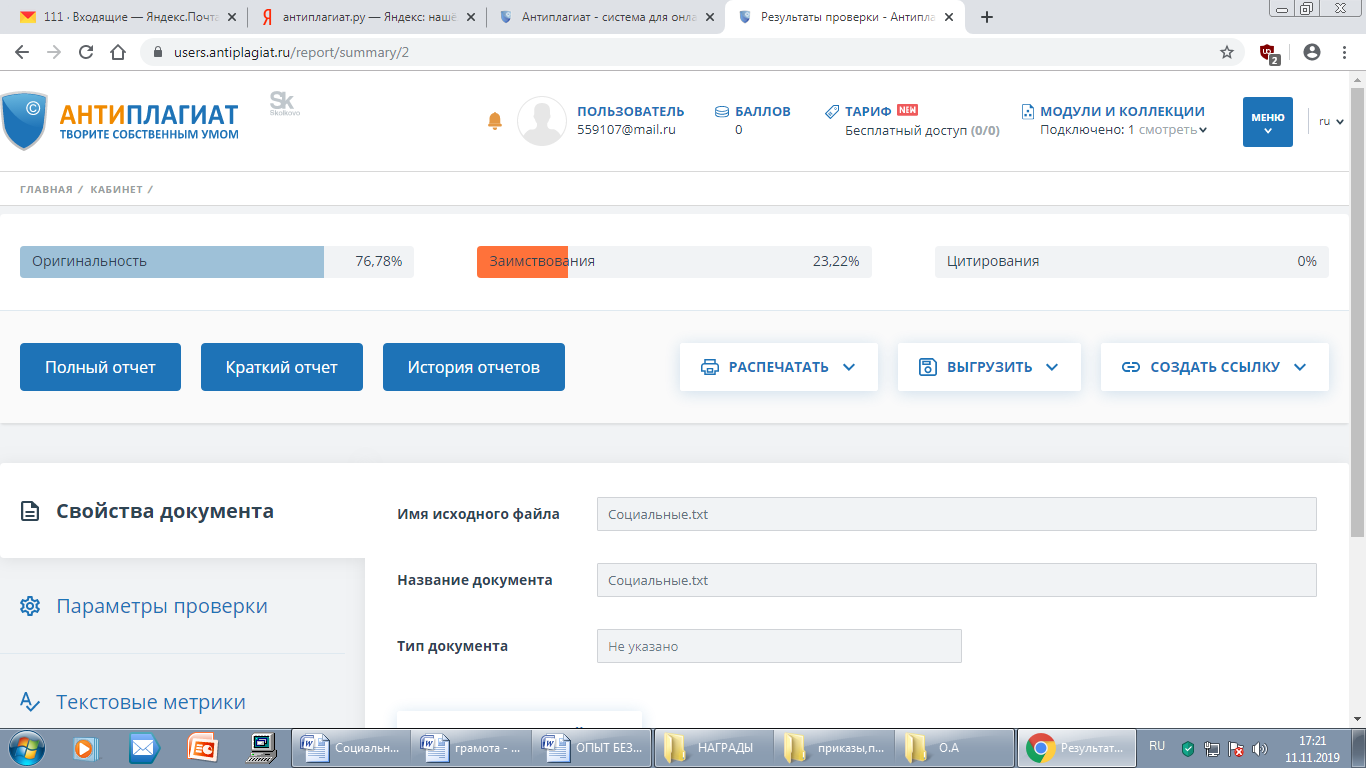 111 · Входящие — Яндекс.Почта
антиплагиат.ру — Яндекс: нашё
Антиплагиат - система для онла
Результаты проверки - Антипла
users.antiplagiat.ru/report/summary/2
2
©
АНТИПЛАГИАТ
ТВОРИТЕ СОБСТВЕННЫМ УМОМ
Sk
Skolkovo
ПОЛЬЗОВАТЕЛЬ
559107@mail.ru
БАЛЛОВ
0
ТАРИФ NEW
Бесплатный доступ (0/0)
МОДУЛИ И КОЛЛЕКЦИИ
Подключено: 1 смотреть
МЕНЮ
ru
ГЛАВНАЯ / КАБИНЕТ /
Оригинальность 76,78%
Заимствования 23,22%
Цитирования 0%
Полный отчет
Краткий отчет
История отчетов
РАСПЕЧАТАТЬ
ВЫГРУЗИТЬ
СОЗДАТЬ ССЫЛКУ
Свойства документа
Параметры проверки
Текстовые метрики
Имя исходного файла Социальные.txt
Название документа Социальные.txt
Тип документа Не указано
Социальн...
грамота - ...
ОПЫТ БЕЗ...
НАГРАДЫ
приказы,п...
О.А
Результат...
RU
17:21
11.11.2019